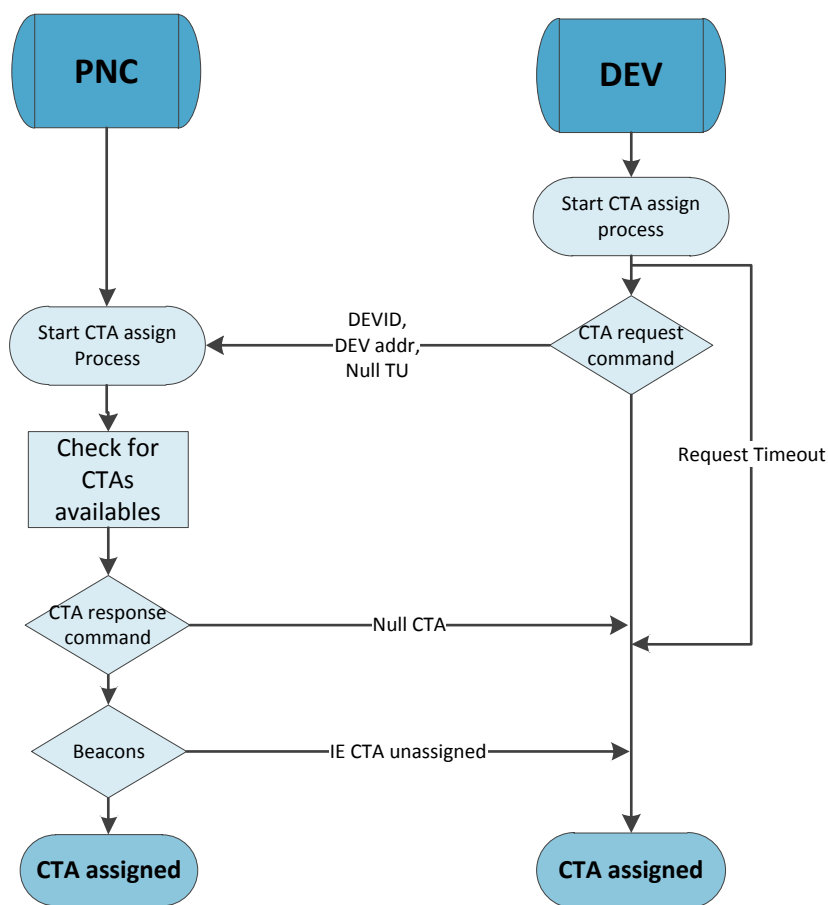 PNC
DEV
Start CTA assign
process
DEVID,
DEV addr,
Null TU
Start CTA assign
Process
CTA request
command
Check for
CTAs
availables
Request Timeout
CTA response
command
Null CTA
Beacons
IE CTA unassigned
CTA assigned
CTA assigned